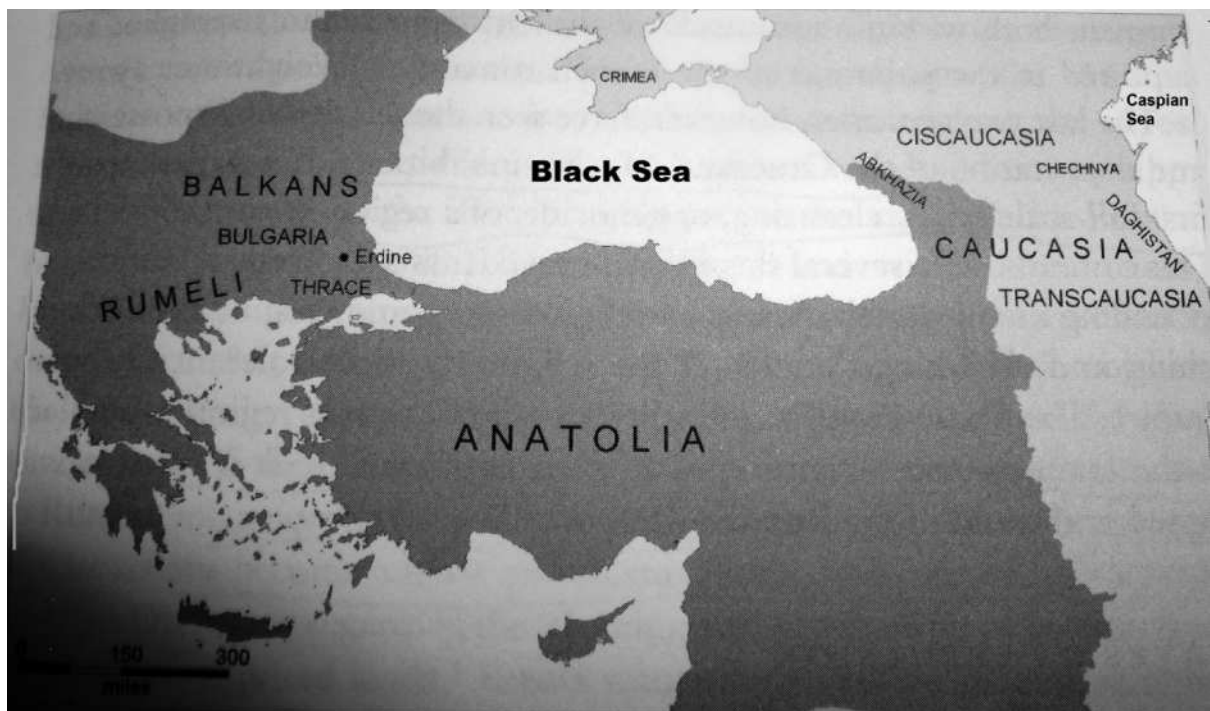 CRIMEA
Caspian
Sea
CISCAUCASIA
Black Sea
ABKHAZIA
CHECHNYA
BALKANS
DAGHISTAN
BULGARIA
Erdine
CAUCASIA
RUMELI
THRACE
TRANSCAUCASIA
ANATOLIA
0 150 300
miles